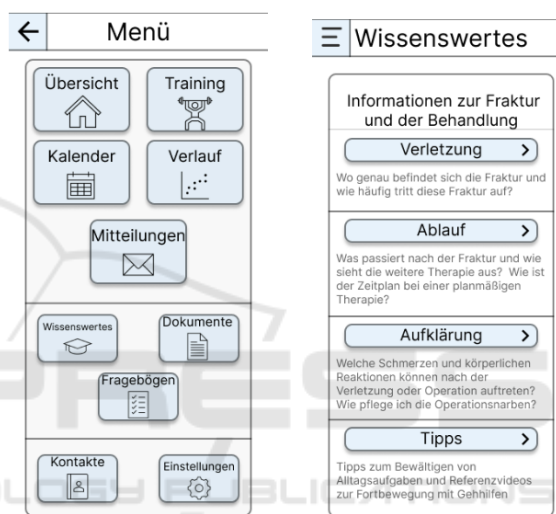 Menü
Übersicht
Training
Kalender
Verlauf
Mitteilungen
Wissenswertes
Dokumente
Fragebögen
Kontakte
Einstellungen
Wissenswertes
Informationen zur Fraktur
und der Behandlung
Verletzung
Wo genau befindet sich die Fraktur und
wie häufig tritt diese Fraktur auf?
Ablauf
Was passiert nach der Fraktur und wie
sieht die weitere Therapie aus? Wie ist
der Zeitplan bei einer planmäßigen
Therapie?
Aufklärung
Welche Schmerzen und körperlichen
Reaktionen können nach der
Verletzung oder Operation auftreten?
Wie pflege ich die Operationsnarben?
Tipps
Tipps zum Bewältigen von
Alltagsaufgaben und Referenzvideos
zur Fortbewegung mit Gehhilfen